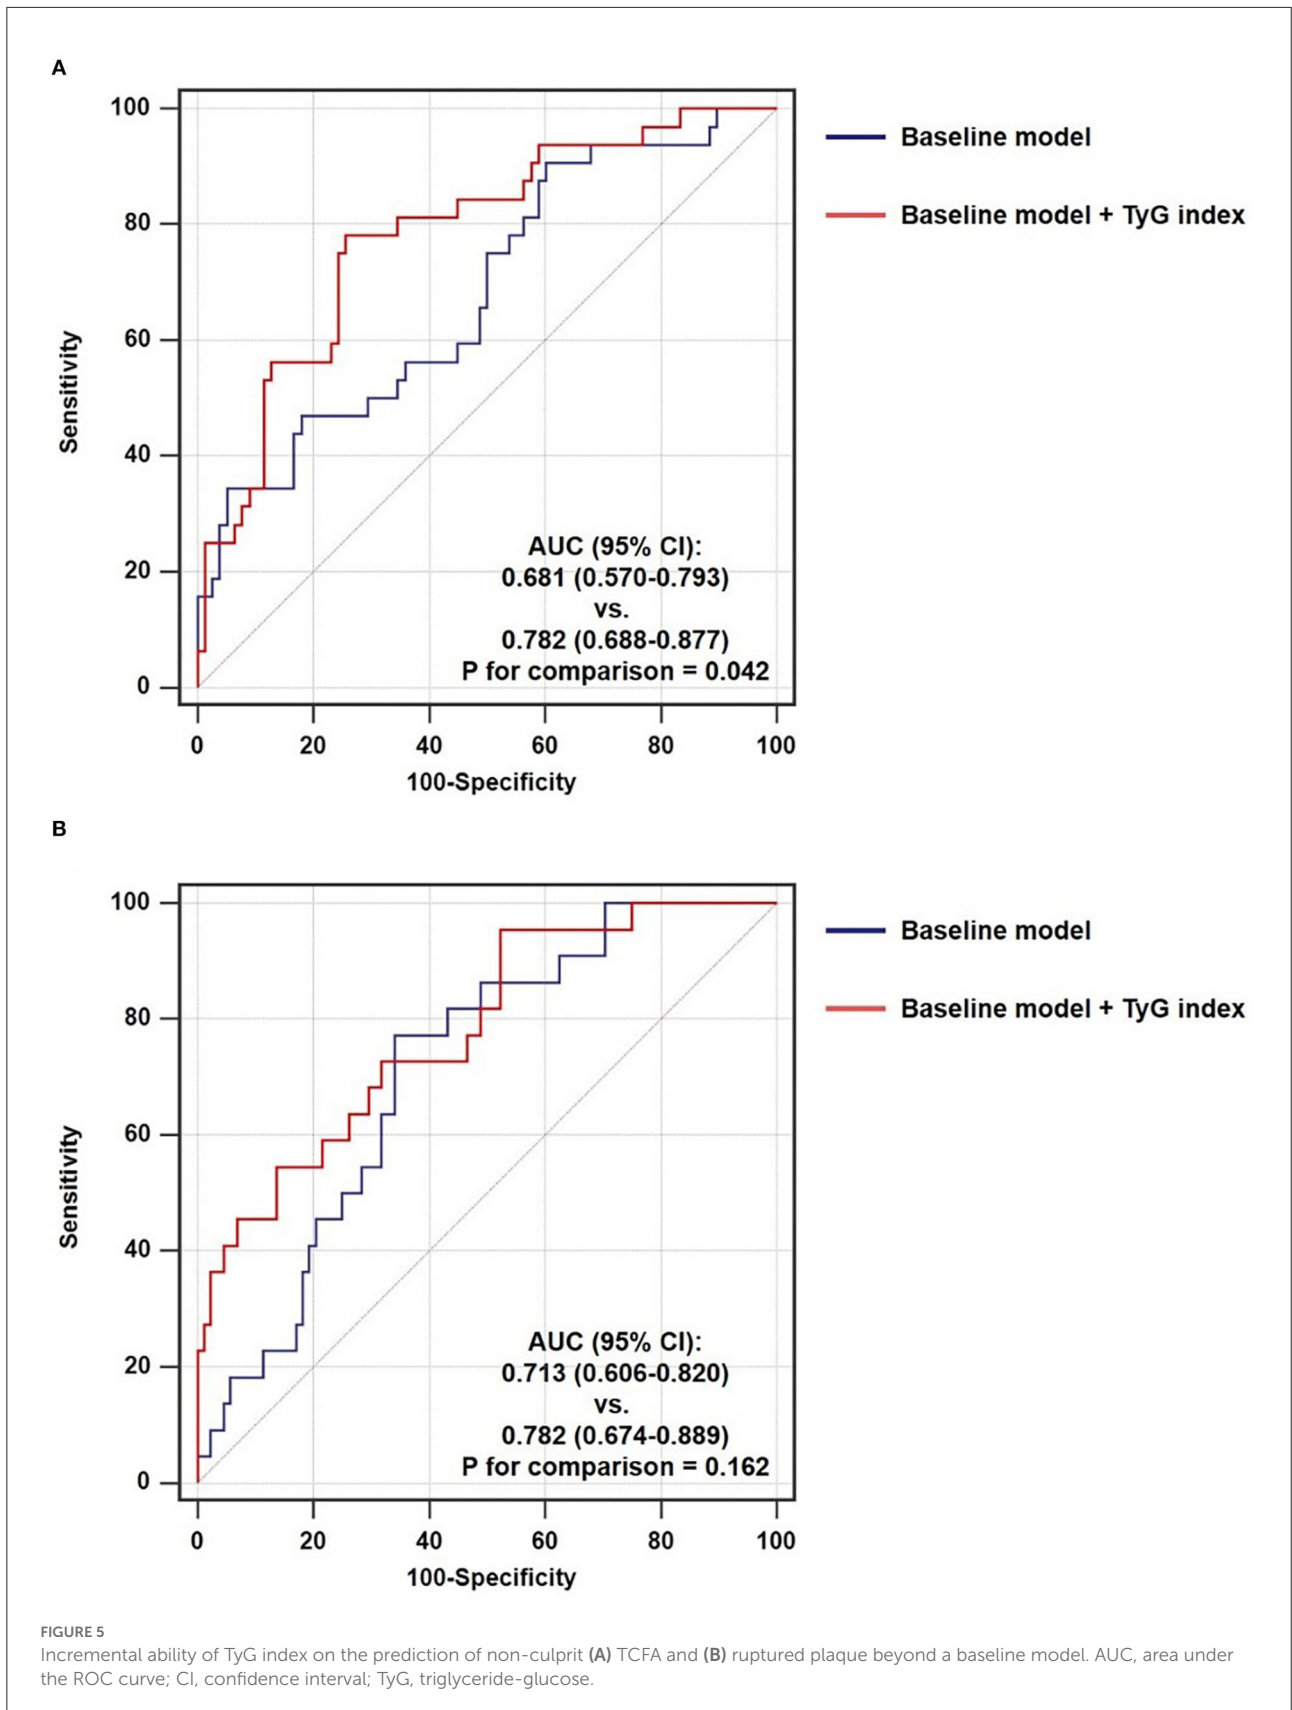 A
100
80
60
40
20
0
Sensitivity
0 20 40 60 80 100
100-Specificity
Baseline model
Baseline model + TyG index
AUC (95% CI):
0.681 (0.570-0.793)
vs.
0.782 (0.688-0.877)
P for comparison = 0.042
B
100
80
60
40
20
0
Sensitivity
0 20 40 60 80 100
100-Specificity
Baseline model
Baseline model + TyG index
AUC (95% CI):
0.713 (0.606-0.820)
vs.
0.782 (0.674-0.889)
P for comparison = 0.162
FIGURE 5
Incremental ability of TyG index on the prediction of non-culprit (A) TCFA and (B) ruptured plaque beyond a baseline model. AUC, area under
the ROC curve; CI, confidence interval; TyG, triglyceride-glucose.